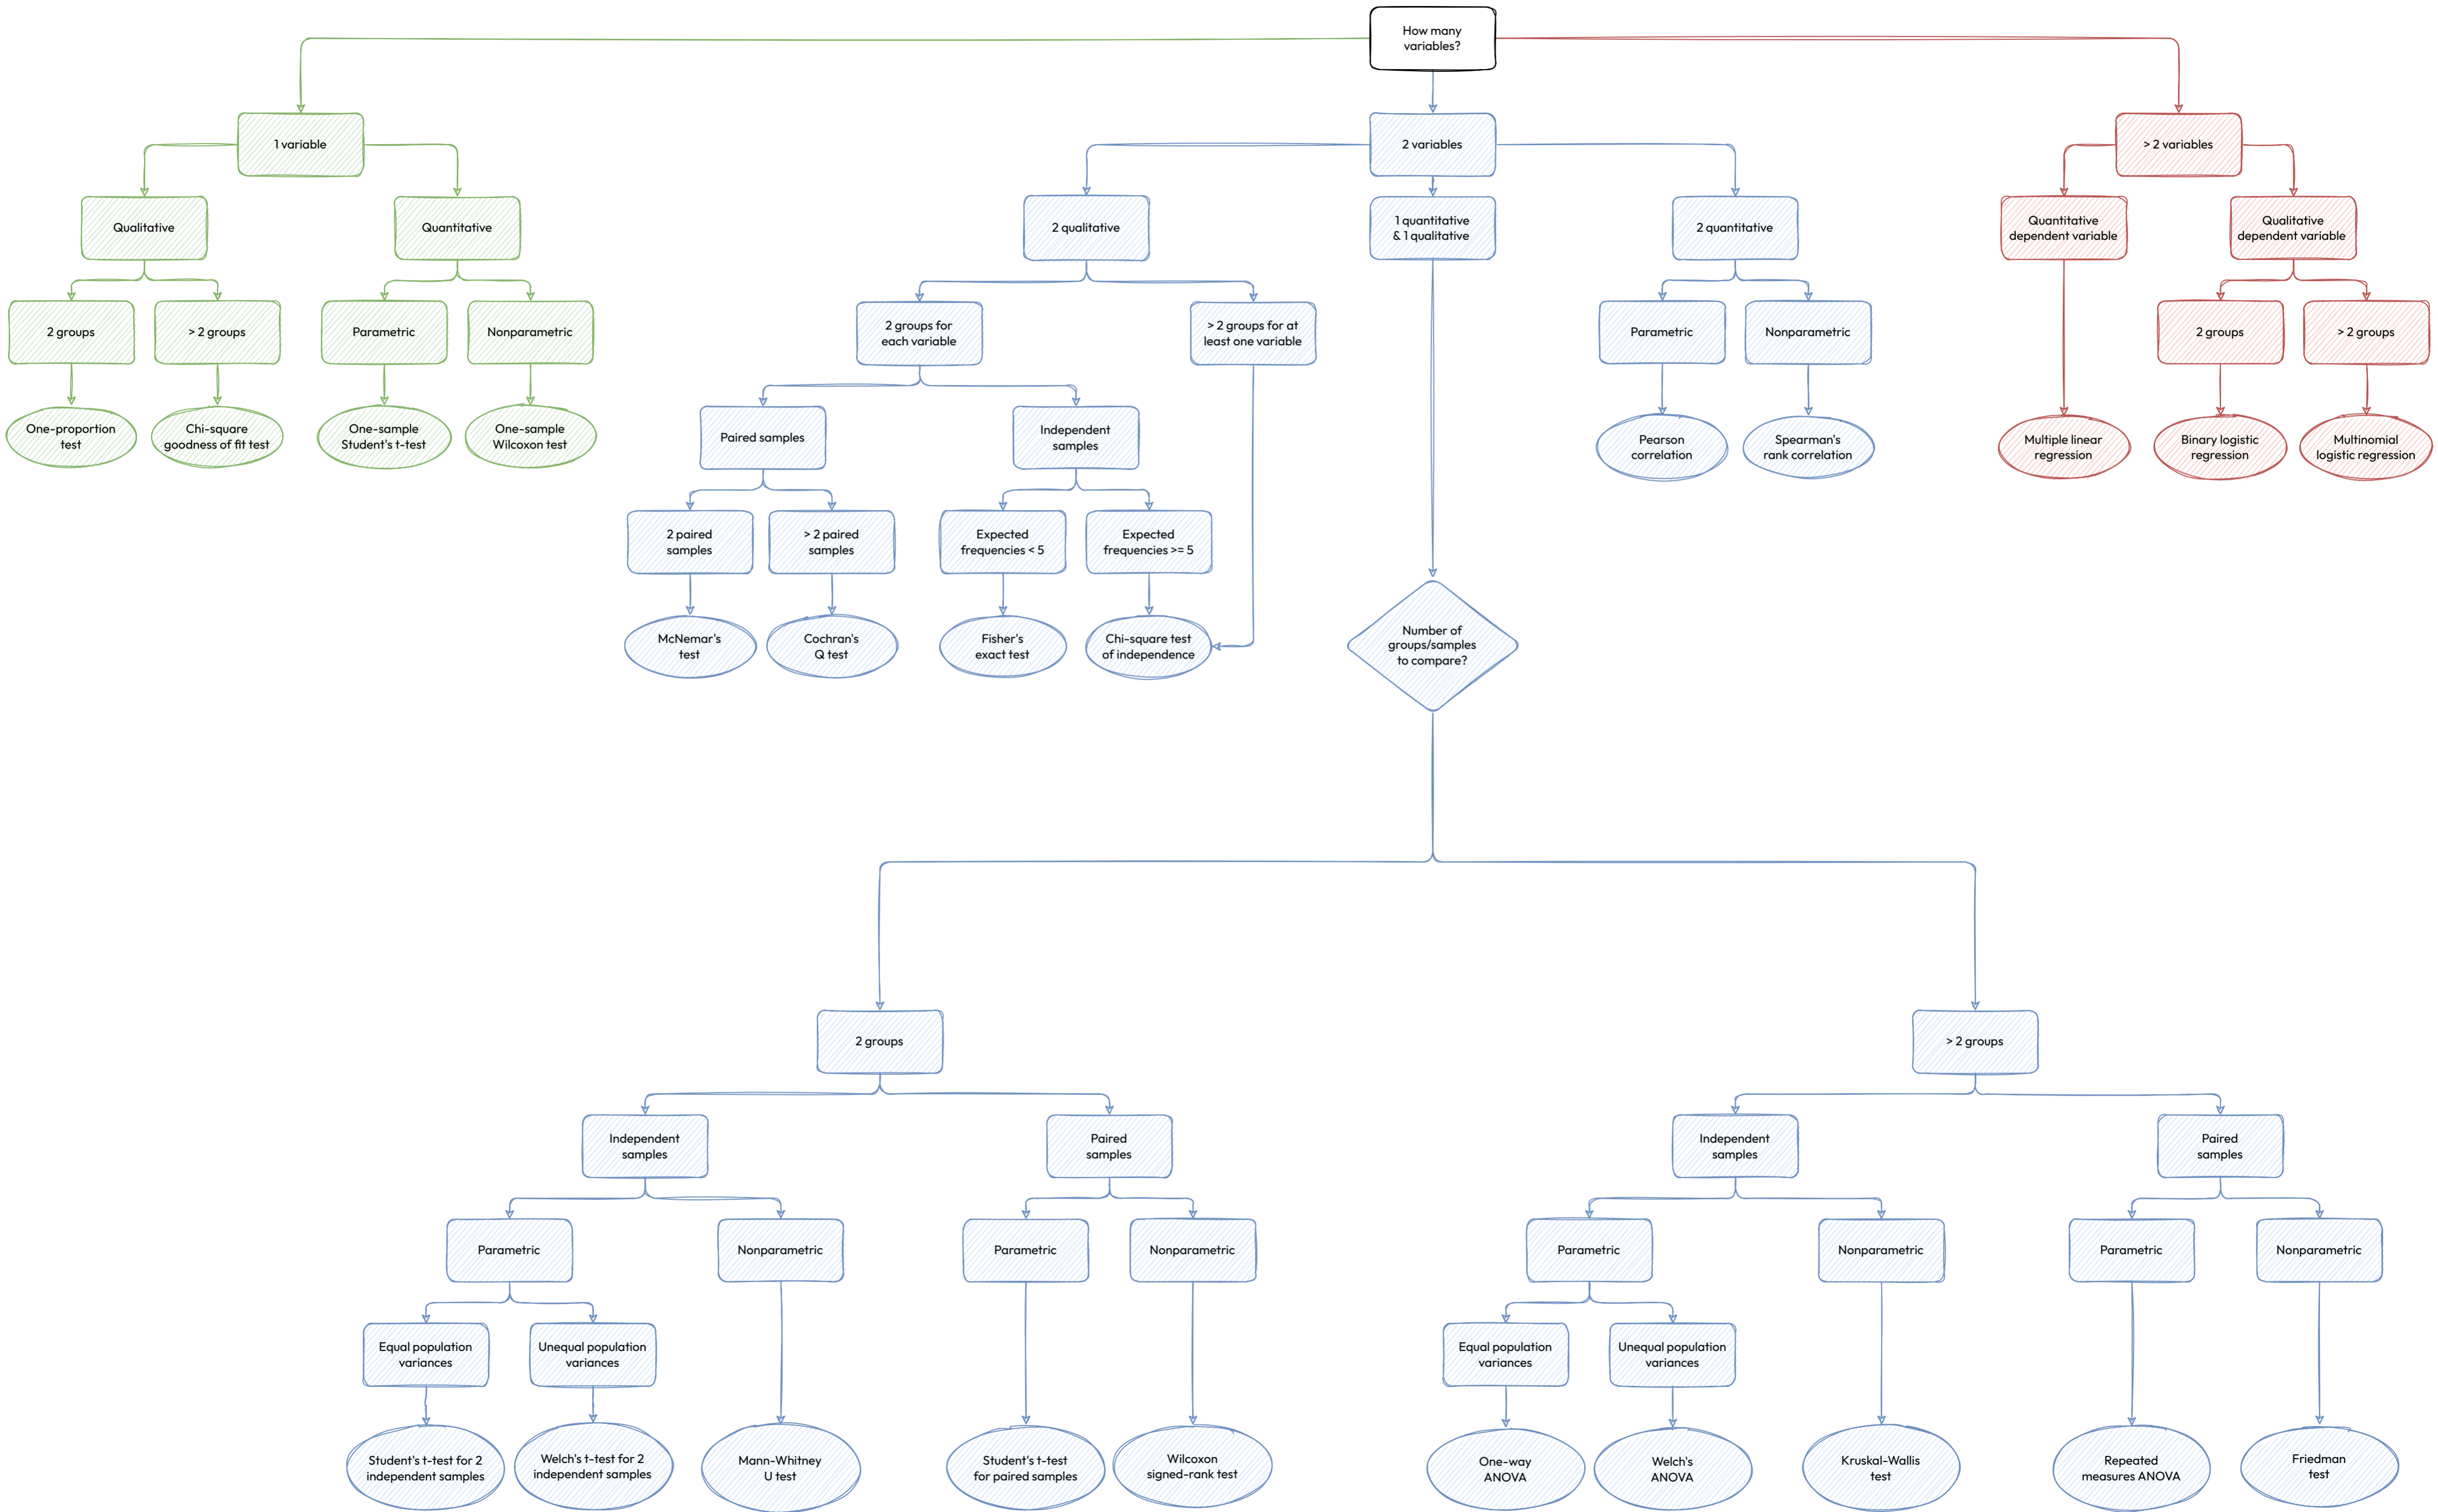 How many
variables?
1 variable
2 variables
> 2 variables
Qualitative
Quantitative
2 qualitative
1 quantitative
& 1 qualitative
2 quantitative
Quantitative
dependent variable
Qualitative
dependent variable
2 groups
> 2 groups
Parametric
Nonparametric
2 groups for
each variable
> 2 groups for at
least one variable
Parametric
Nonparametric
2 groups
> 2 groups
One-proportion
test
Chi-square
goodness of fit test
One-sample
Student's t-test
One-sample
Wilcoxon test
Paired samples
Independent
samples
Pearson
correlation
Spearman's
rank correlation
Multiple linear
regression
Binary logistic
regression
Multinomial
logistic regression
2 paired
samples
> 2 paired
samples
Expected
frequencies < 5
Expected
frequencies >= 5
McNemar's
test
Cochran's
Q test
Fisher's
exact test
Chi-square test
of independence
Number of
groups/samples
to compare?
2 groups
> 2 groups
Independent
samples
Paired
samples
Independent
samples
Paired
samples
Parametric
Nonparametric
Parametric
Nonparametric
Parametric
Nonparametric
Parametric
Nonparametric
Equal population
variances
Unequal population
variances
Equal population
variances
Unequal population
variances
Student's t-test for 2
independent samples
Welch's t-test for 2
independent samples
Mann-Whitney
U test
Student's t-test
for paired samples
Wilcoxon
signed-rank test
One-way
ANOVA
Welch's
ANOVA
Kruskal-Wallis
test
Repeated
measures ANOVA
Friedman
test